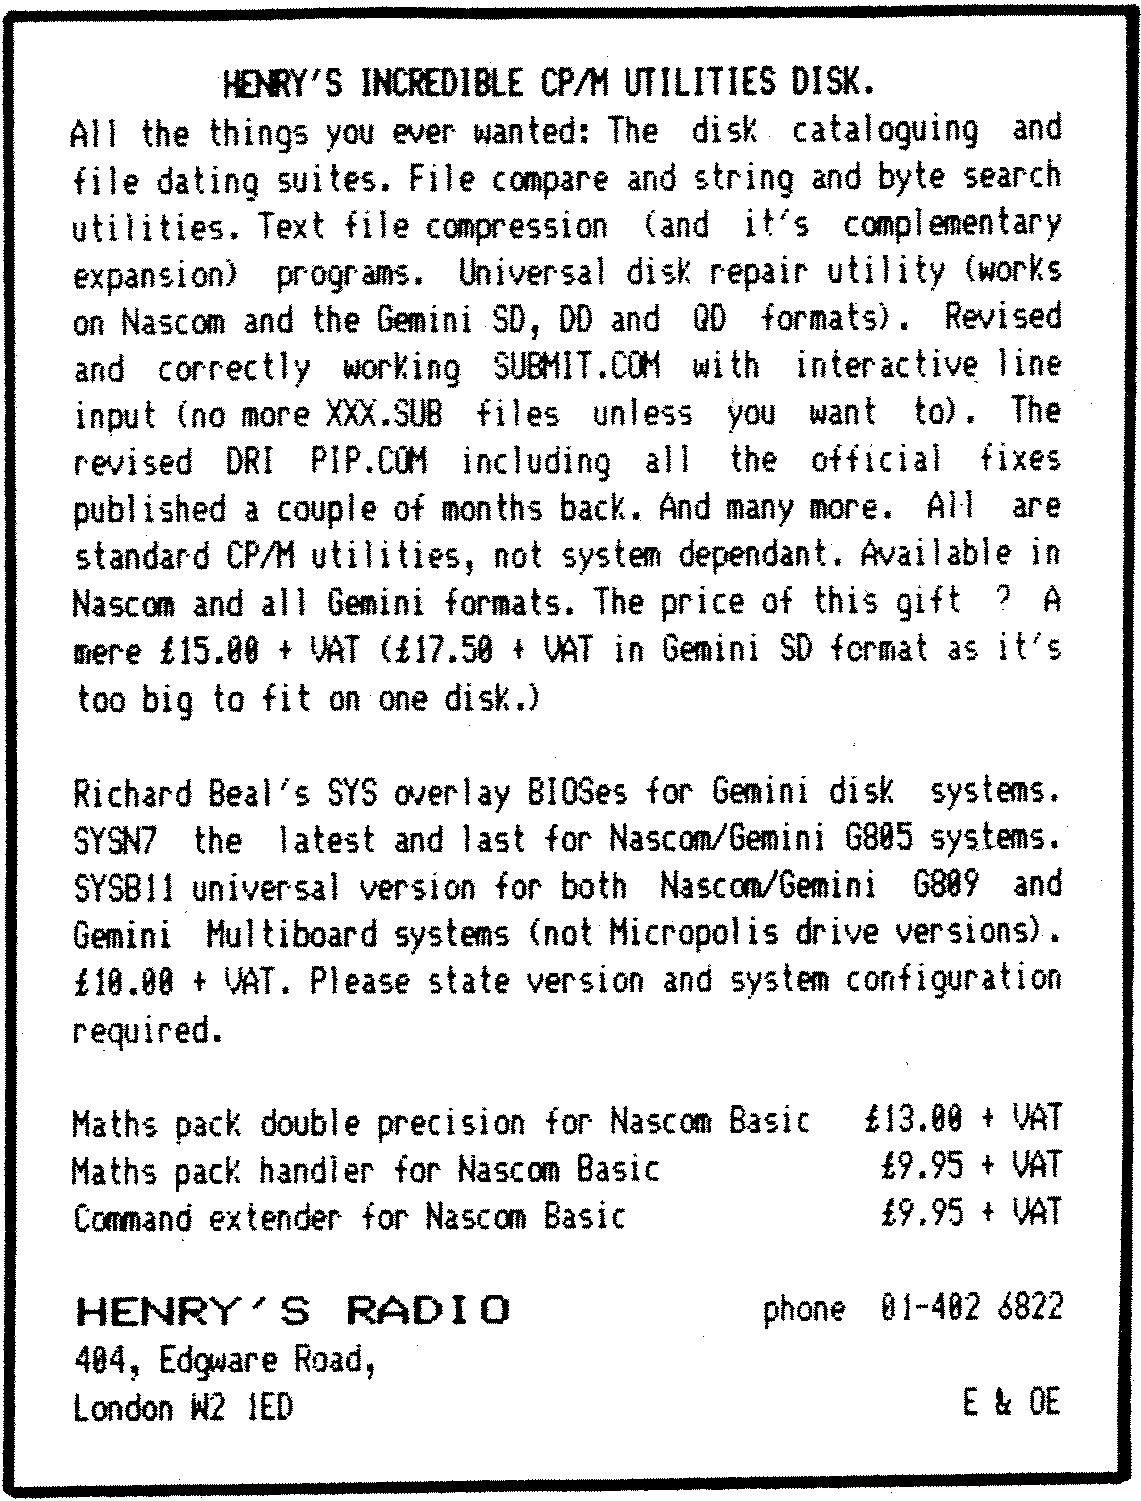 HENRY'S INCREDIBLE CP/M UTILITIES DISK.
All the things you ever wanted: The disk cataloguing and
file dating suites. File compare and string and byte search
utilities. Text file compression (and it's complementary
expansion) programs. Universal disk repair utility (works
on Nascom and the Gemini SD, DD and QD formats). Revised
and correctly working SUBMIT.COM with interactive line
input (no more XXX.SUB files unless you want to). The
revised DRI PIP.COM including all the official fixes
published a couple of months back. And many more. All are
standard CP/M utilities, not system dependant. Available in
Nascom and all Gemini formats. The price of this gift ? A
mere £15.00 + VAT (£17.50 + VAT in Gemini SD format as it's
too big to fit on one disk.)
Richard Beal's SYS overlay BIOSes for Gemini disk systems.
SYSN7 the latest and last for Nascom/Gemini G805 systems.
SYSB11 universal version for both Nascom/Gemini G809 and
Gemini Multiboard systems (not Micropolis drive versions).
£10.00 + VAT. Please state version and system configuration
required.
Maths pack double precision for Nascom Basic £13.00 + VAT
Maths pack handler for Nascom Basic £9.95 + VAT
Command extender for Nascom Basic £9.95 + VAT
HENRY'S RADIO phone 01-402 6822
404, Edgware Road,
London W2 1ED E & OE